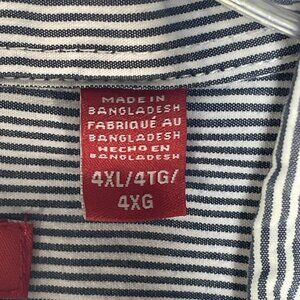 MADE IN
BANGLADESH
FABRIQUÉ AU
BANGLADESH
HECHO EN
BANGLADESH
4XL/4TG/
4XG